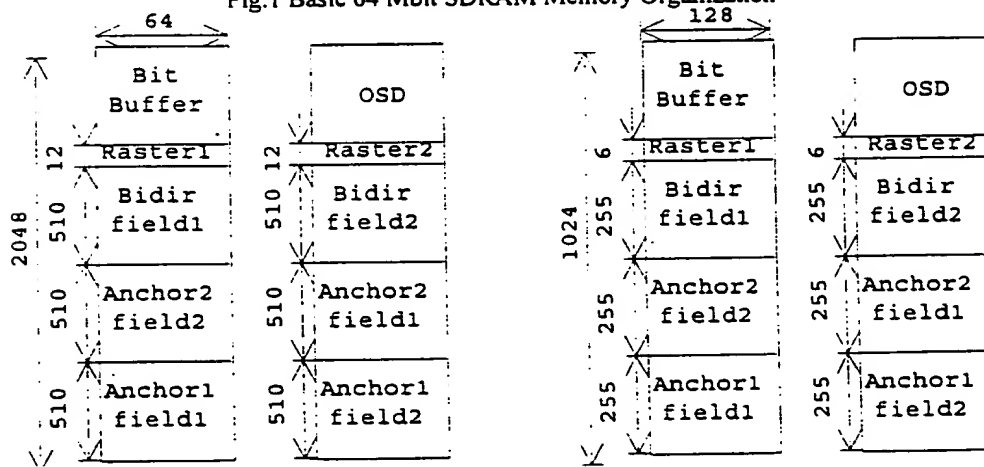 Fig.1 Basic 64 Mbit SDRAM Memory Organization
64
128
Bit
Buffer
OSD
Bit
Buffer
OSD
12
Raster1
12
Raster2
6
Raster1
6
Raster2
2048
510
Bidir
field1
510
Bidir
field2
1024
255
Bidir
field1
255
Bidir
field2
510
Anchor2
field2
510
Anchor2
field1
255
Anchor2
field2
255
Anchor2
field1
510
Anchor1
field1
510
Anchor1
field2
255
Anchor1
field1
255
Anchor1
field2